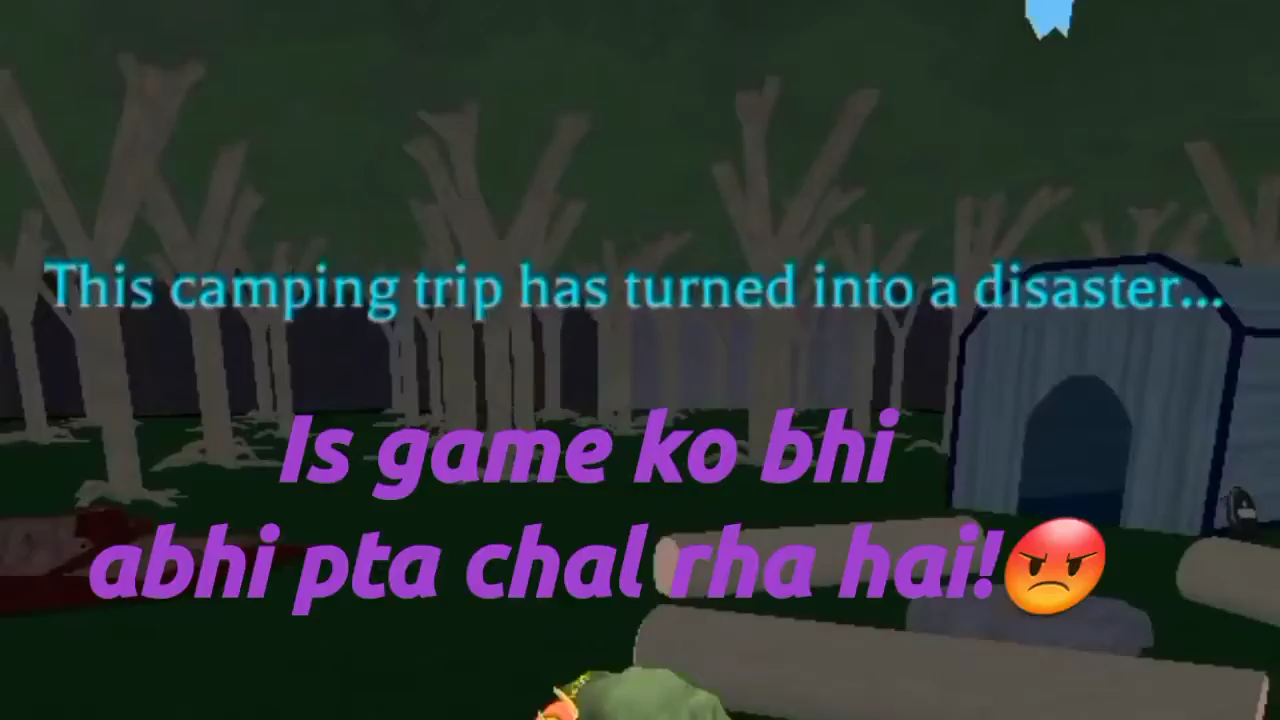 This camping trip has turned into a disaster...
Is game ko bhi
abhi pta chal rha hai!😡